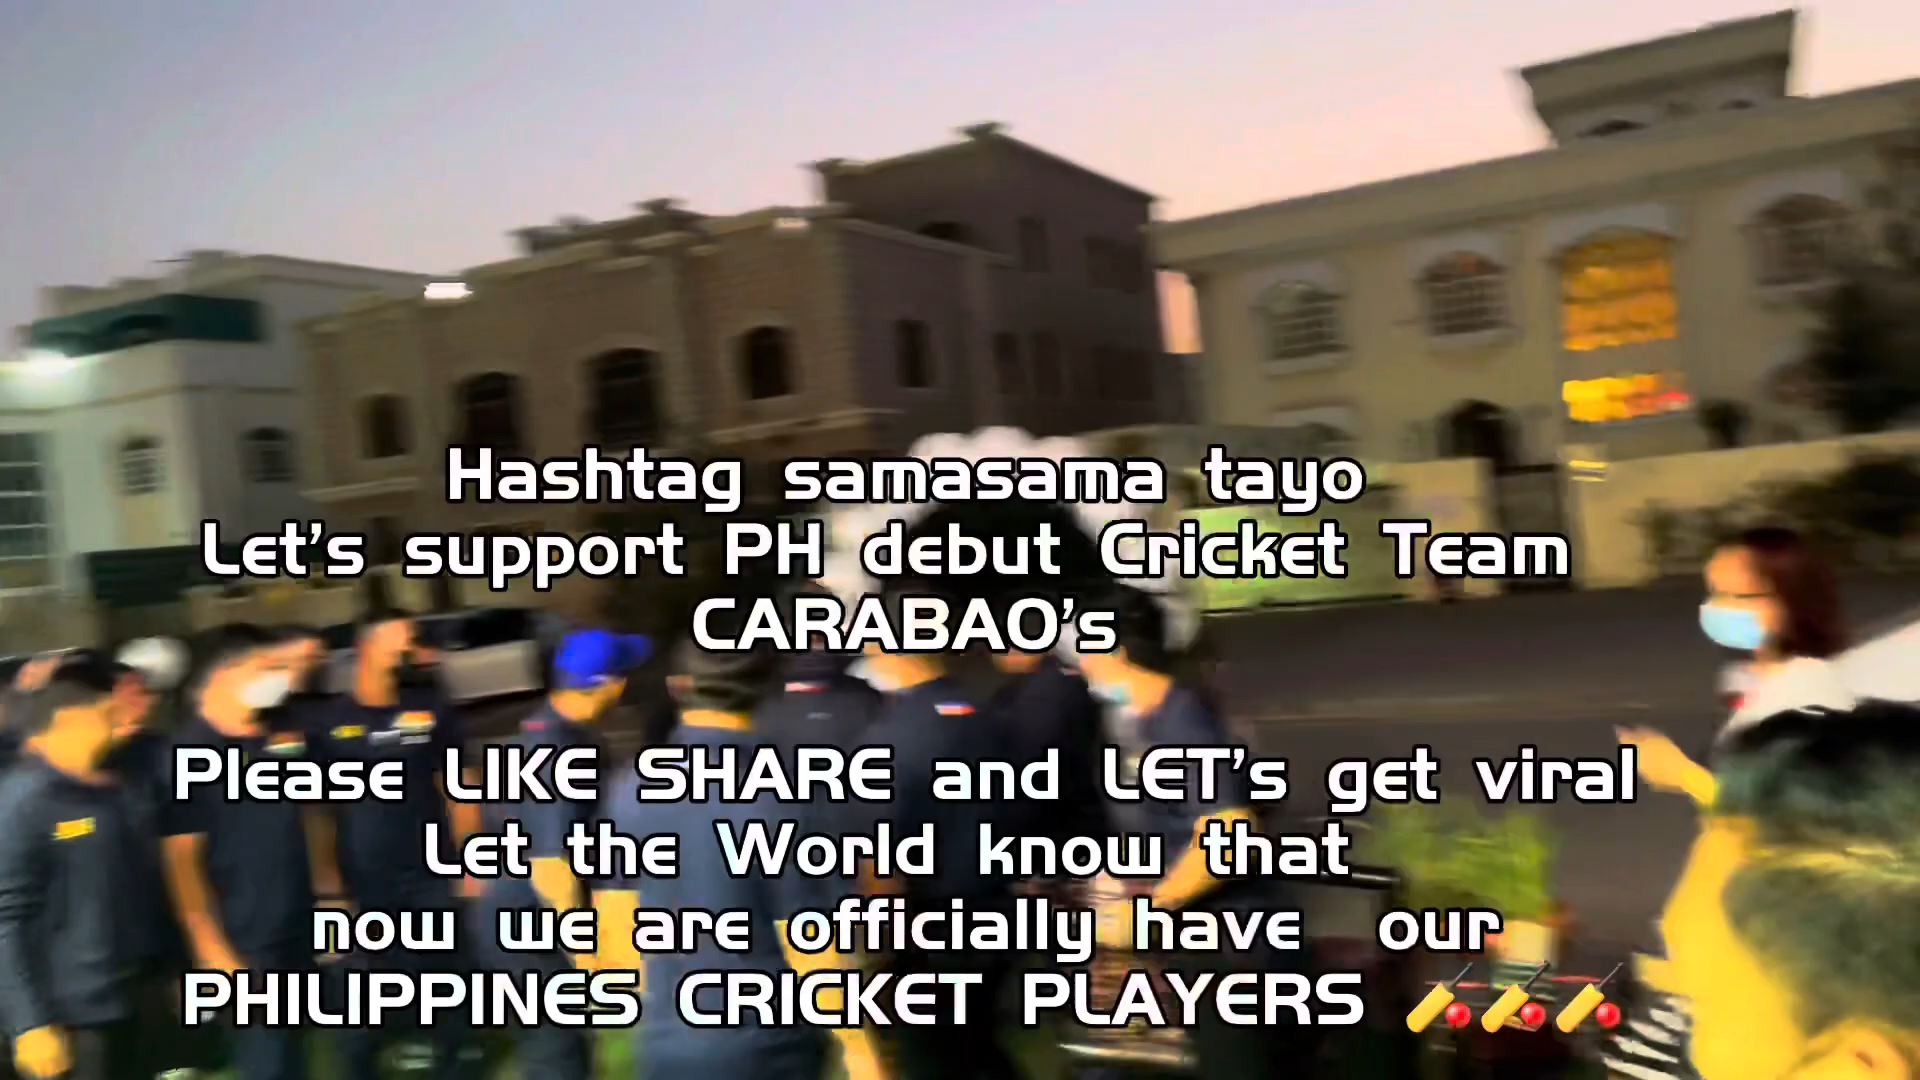 Hashtag samasama tayo
Let's support PH debut Cricket Team
CARABAO's
Please LIKE SHARE and LET's get viral
Let the World know that
now we are officially have our
PHILIPPINES CRICKET PLAYERS 🏏🏏🏏